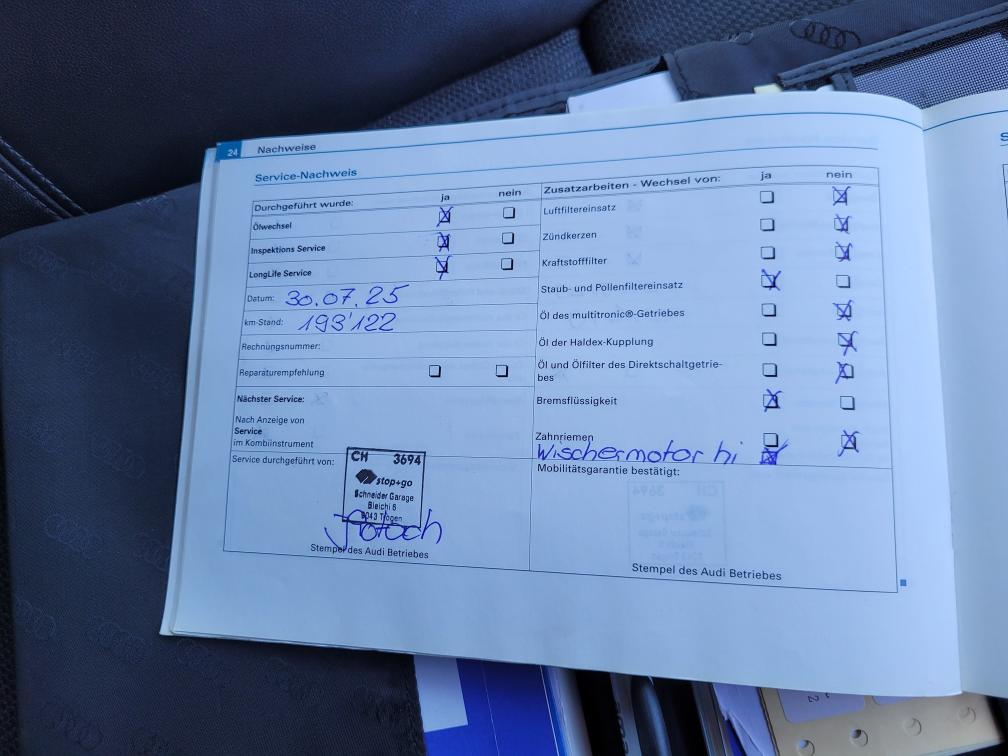 24 Nachweise
Service-Nachweis
Durchgeführt wurde: ja nein
Ölwechsel
Inspektions Service
LongLife Service
Datum: 30.07.25
km-Stand: 193'122
Rechnungsnummer:
Reparaturempfehlung
Nächster Service:
Nach Anzeige von
Service
im Kombiinstrument
Service durchgeführt von:
CH 3694
stop+go
Schneider Garage
Bleichi 6
9043 Trogen
Stempel des Audi Betriebes
Zusatzarbeiten - Wechsel von: ja nein
Luftfiltereinsatz
Zündkerzen
Kraftstofffilter
Staub- und Pollenfiltereinsatz
Öl des multitronic®-Getriebes
Öl der Haldex-Kupplung
Öl und Ölfilter des Direktschaltgetrie-
bes
Bremsflüssigkeit
Zahnriemen
Wischermotor hi
Mobilitätsgarantie bestätigt:
Stempel des Audi Betriebes